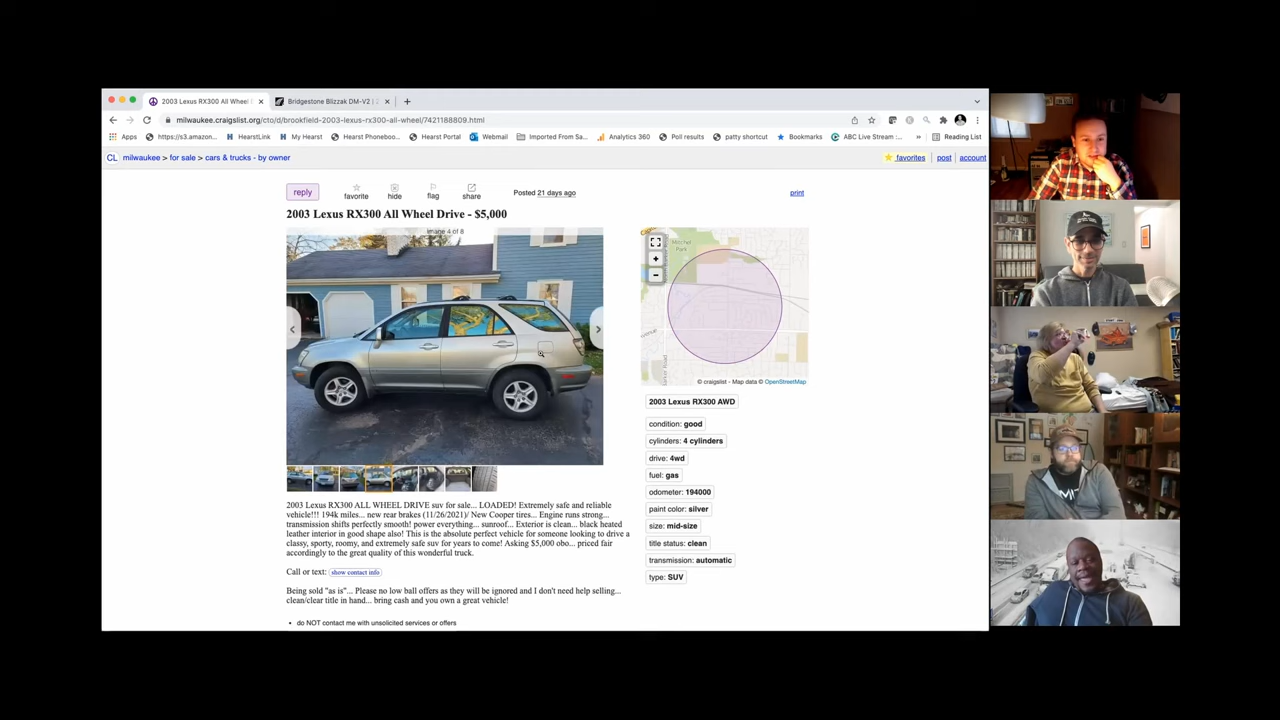 2003 Lexus RX300 All Wheel
Bridgestone Blizzak DM-V2 | 2
milwaukee.craigslist.org/cto/d/brookfield-2003-lexus-rx300-all-wheel/7421188809.html
Apps https://s3.amazon... HearstLink My Hearst Hearst Phoneboo... Hearst Portal Webmail Imported From Sa... Analytics 360 Poll results patty shortcut Bookmarks ABC Live Stream :... » Reading List
CL milwaukee > for sale > cars & trucks - by owner favorites post account
reply favorite hide flag share Posted 21 days ago print
2003 Lexus RX300 All Wheel Drive - $5,000
image 4 of 8
Mitchell
Park
+
−
© craigslist - Map data © OpenStreetMap
2003 Lexus RX300 AWD
condition: good
cylinders: 4 cylinders
drive: 4wd
fuel: gas
odometer: 194000
paint color: silver
size: mid-size
title status: clean
transmission: automatic
type: SUV
2003 Lexus RX300 ALL WHEEL DRIVE suv for sale... LOADED! Extremely safe and reliable
vehicle!!! 194k miles... new rear brakes (11/26/2021)/ New Cooper tires... Engine runs strong...
transmission shifts perfectly smooth! power everything... sunroof... Exterior is clean... black heated
leather interior in good shape also! This is the absolute perfect vehicle for someone looking to drive a
classy, sporty, roomy, and extremely safe suv for years to come! Asking $5,000 obo... priced fair
accordingly to the great quality of this wonderful truck.
Call or text: show contact info
Being sold "as is"... Please no low ball offers as they will be ignored and I don't need help selling...
clean/clear title in hand... bring cash and you own a great vehicle!
• do NOT contact me with unsolicited services or offers